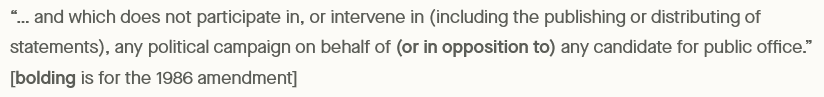 “... and which does not participate in, or intervene in (including the publishing or distributing of
statements), any political campaign on behalf of (or in opposition to) any candidate for public office.”
[bolding is for the 1986 amendment]